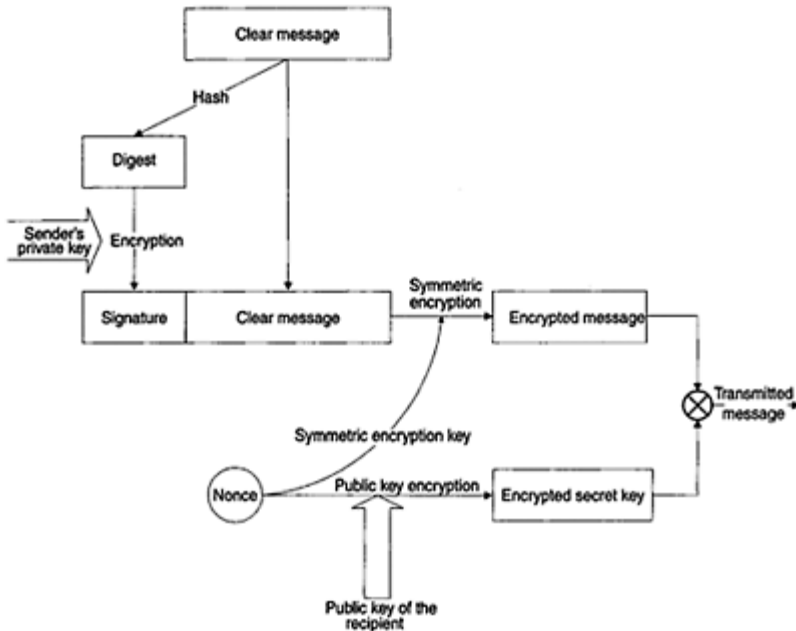 Clear message
Hash
Digest
Sender's
private key
Encryption
Symmetric
encryption
Signature
Clear message
Encrypted message
Transmitted
message
Symmetric encryption key
Nonce
Public key encryption
Encrypted secret key
Public key of the
recipient